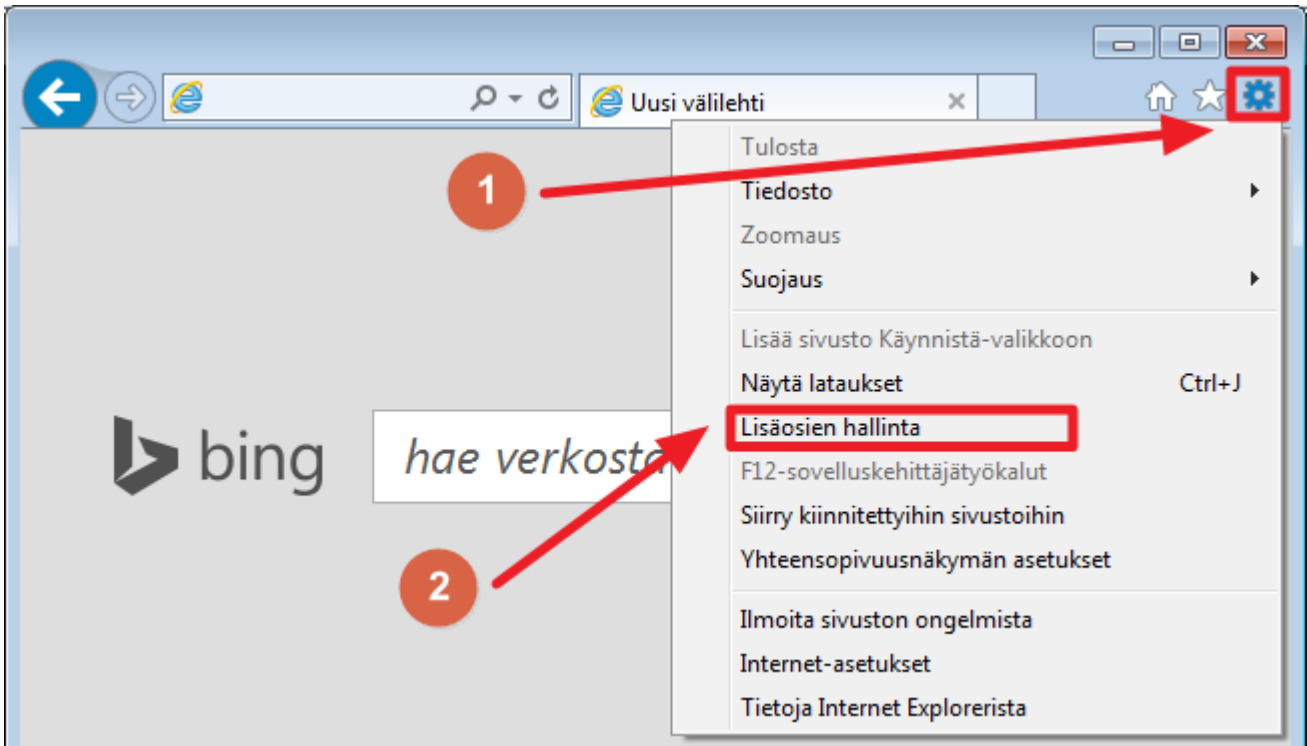 Uusi välilehti
1
Tulosta
Tiedosto
Zoomaus
Suojaus
Lisää sivusto Käynnistä-valikkoon
Näytä lataukset Ctrl+J
Lisäosien hallinta
bing
hae verkosta
F12-sovelluskehittäjätyökalut
Siirry kiinnitettyihin sivustoihin
Yhteensopivuusnäkymän asetukset
2
Ilmoita sivuston ongelmista
Internet-asetukset
Tietoja Internet Explorerista